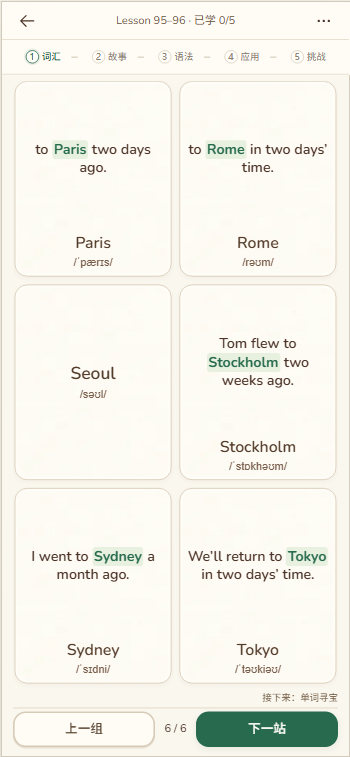 Lesson 95–96 · 已学 0/5
1 词汇 – 2 故事 – 3 语法 – 4 应用 – 5 挑战
to Paris two days
ago.
Paris
/ˈpærɪs/
to Rome in two days’
time.
Rome
/rəʊm/
Seoul
/səʊl/
Tom flew to
Stockholm two
weeks ago.
Stockholm
/ˈstɒkhəʊm/
I went to Sydney a
month ago.
Sydney
/ˈsɪdni/
We’ll return to Tokyo
in two days’ time.
Tokyo
/ˈtəʊkiəʊ/
接下来：单词寻宝
上一组
6 / 6
下一站